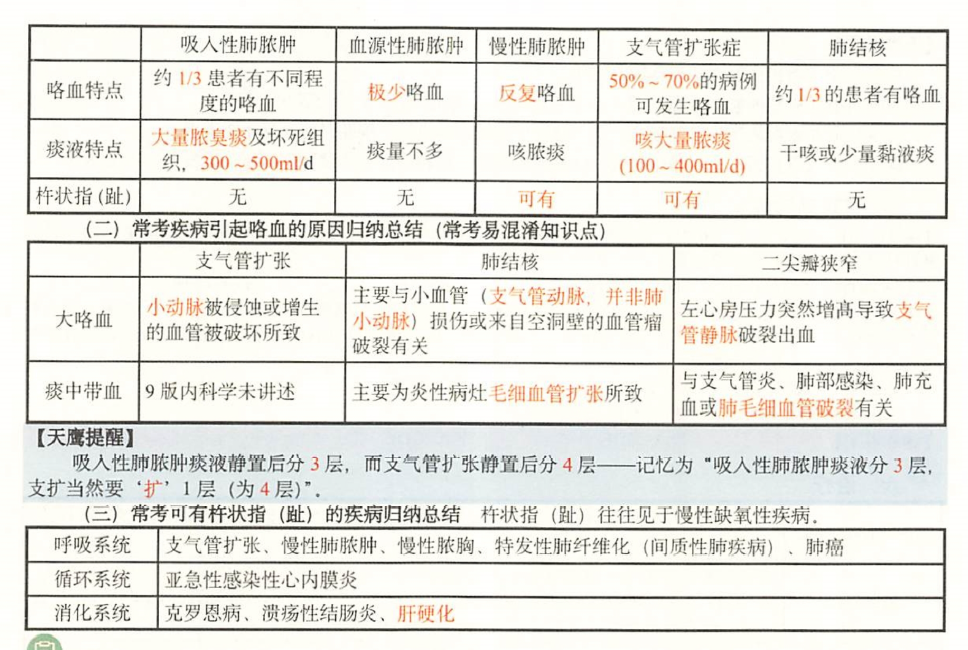 吸入性肺脓肿 血源性肺脓肿 慢性肺脓肿 支气管扩张症 肺结核
咯血特点 约 1/3 患者有不同程度的咯血 极少咯血 反复咯血 50%~70%的病例可发生咯血 约 1/3 的患者有咯血
痰液特点 大量脓臭痰及坏死组织，300~500ml/d 痰量不多 咳脓痰 咳大量脓痰(100~400ml/d) 干咳或少量黏液痰
杵状指(趾) 无 无 可有 可有 无
（二）常考疾病引起咯血的原因归纳总结（常考易混淆知识点）
支气管扩张 肺结核 二尖瓣狭窄
大咯血 小动脉被侵蚀或增生的血管被破坏所致 主要与小血管（支气管动脉，并非肺小动脉）损伤或来自空洞壁的血管瘤破裂有关 左心房压力突然增高导致支气管静脉破裂出血
痰中带血 9 版内科学未讲述 主要为炎性病灶毛细血管扩张所致 与支气管炎、肺部感染、肺充血或肺毛细血管破裂有关
【天鹰提醒】
吸入性肺脓肿痰液静置后分 3 层，而支气管扩张静置后分 4 层——记忆为“吸入性肺脓肿痰液分 3 层，
支扩当然要‘扩’1 层（为 4 层）”。
（三）常考可有杵状指（趾）的疾病归纳总结 杵状指（趾）往往见于慢性缺氧性疾病。
呼吸系统 支气管扩张、慢性肺脓肿、慢性脓胸、特发性肺纤维化（间质性肺疾病）、肺癌
循环系统 亚急性感染性心内膜炎
消化系统 克罗恩病、溃疡性结肠炎、肝硬化